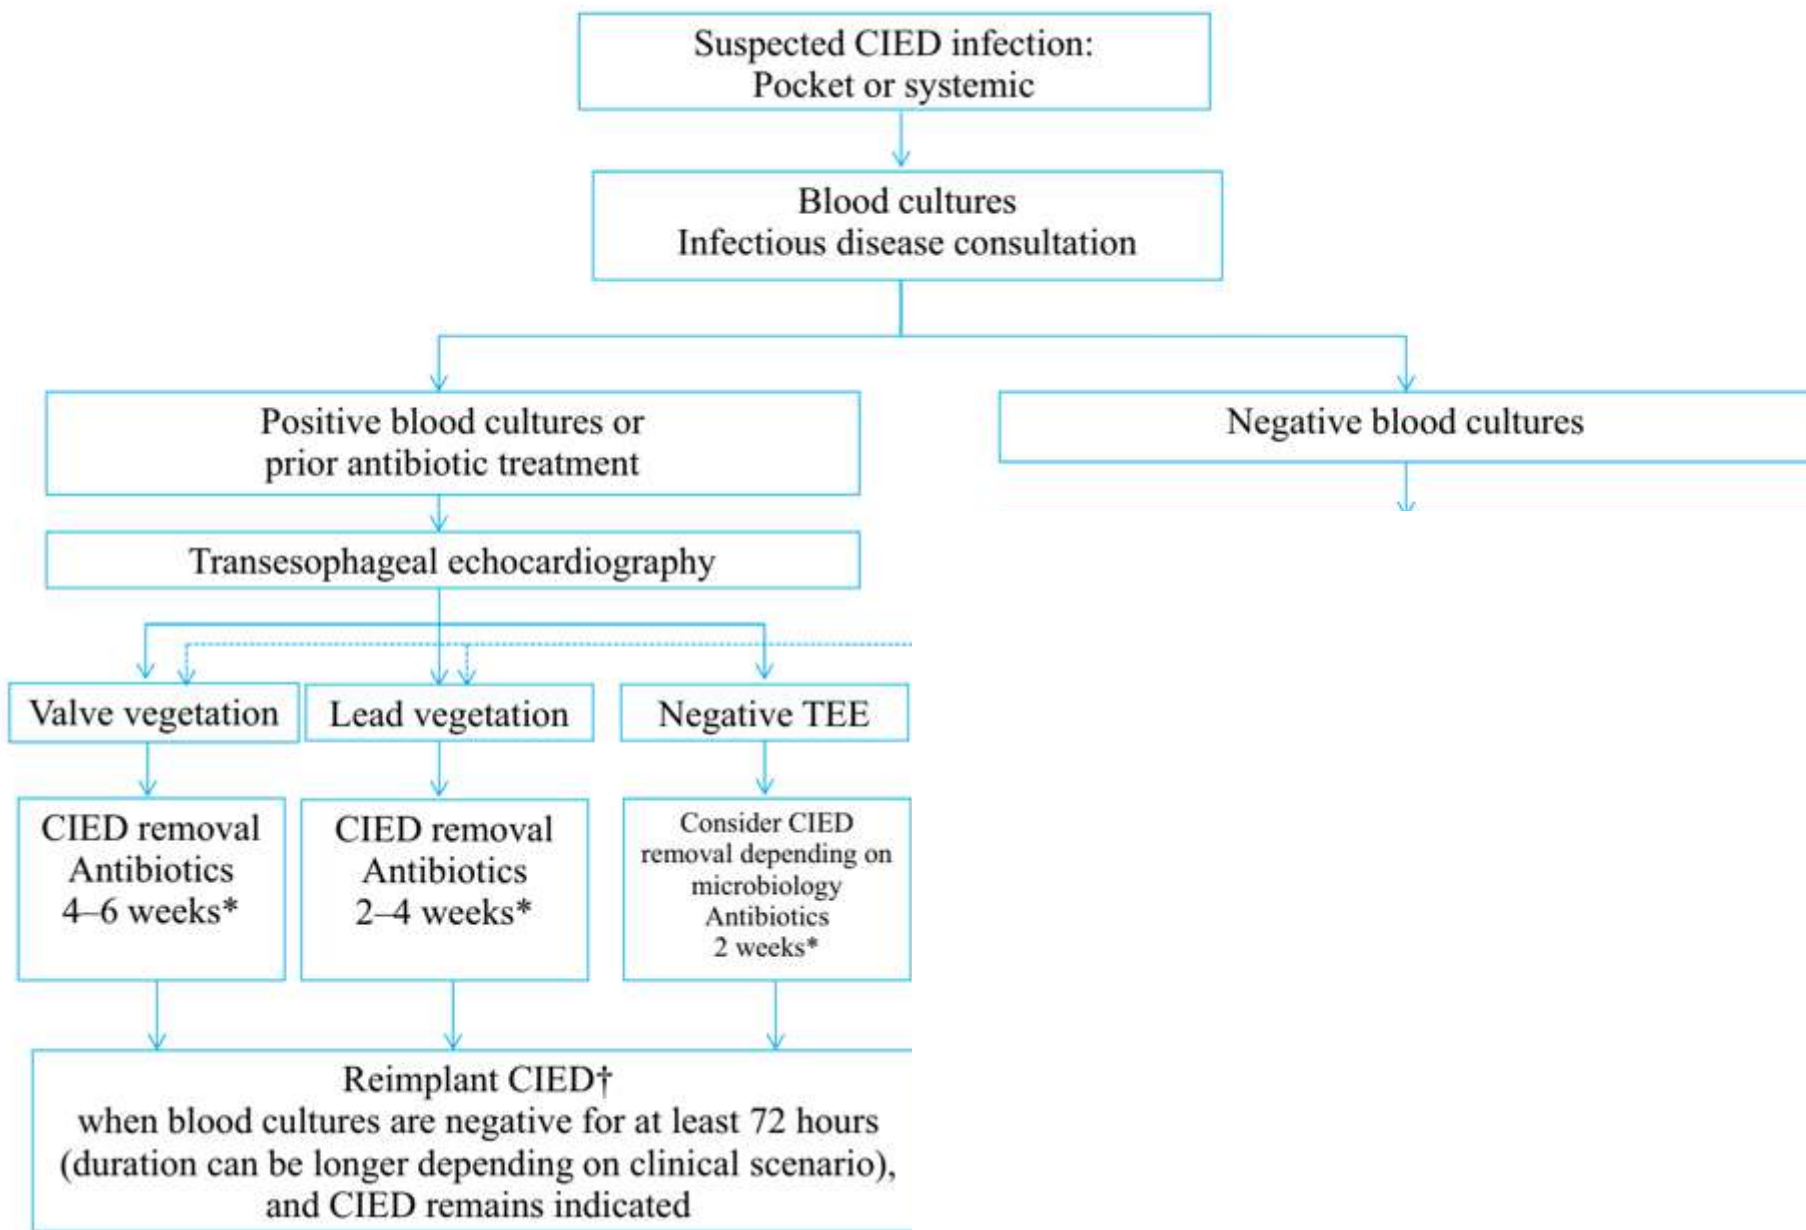 Suspected CIED infection:
Pocket or systemic
Blood cultures
Infectious disease consultation
Positive blood cultures or
prior antibiotic treatment
Negative blood cultures
Transesophageal echocardiography
Valve vegetation
Lead vegetation
Negative TEE
CIED removal
Antibiotics
4–6 weeks*
CIED removal
Antibiotics
2–4 weeks*
Consider CIED
removal depending on
microbiology
Antibiotics
2 weeks*
Reimplant CIED†
when blood cultures are negative for at least 72 hours
(duration can be longer depending on clinical scenario),
and CIED remains indicated